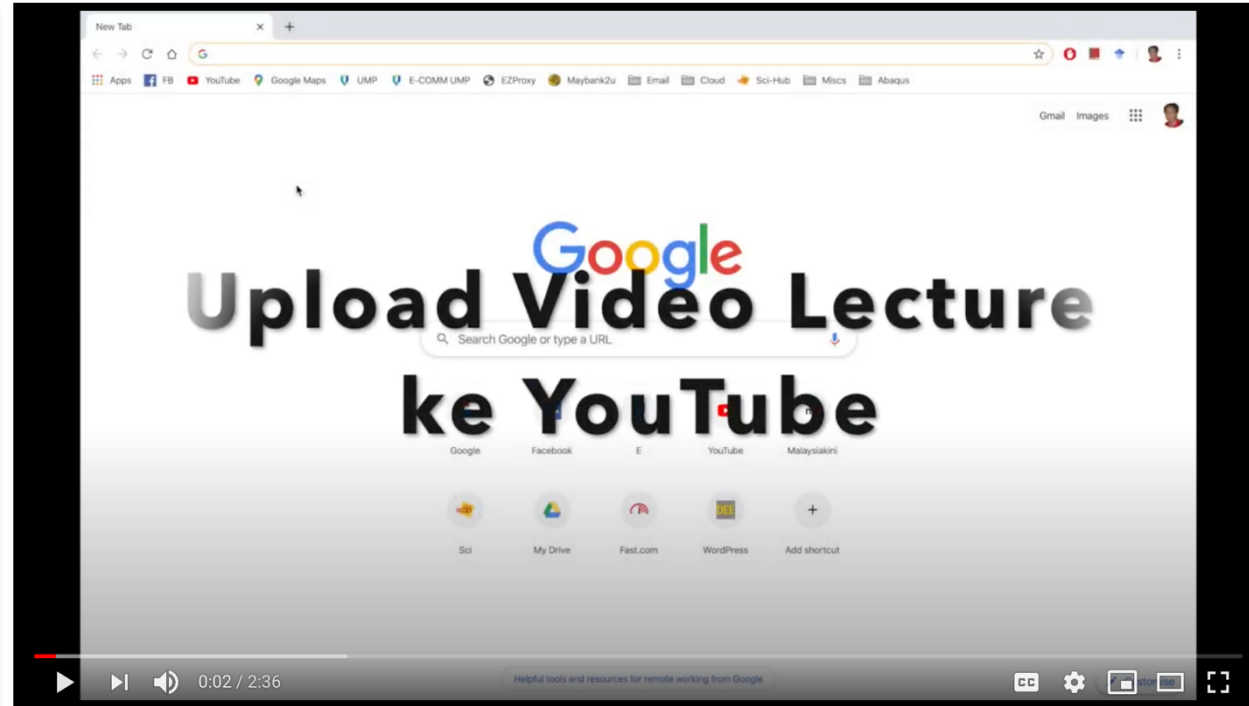 New Tab
Apps FB YouTube Google Maps UMP E-COMM UMP EZProxy Maybank2u Email Cloud Sci-Hub Miscs Abaqus
Gmail Images
Google
Upload Video Lecture
Search Google or type a URL
ke YouTube
Google Facebook E YouTube Malaysiakini
DEE
Sci My Drive Fast.com WordPress Add shortcut
0:02 / 2:36
Helpful tools and resources for remote working from Google
CC